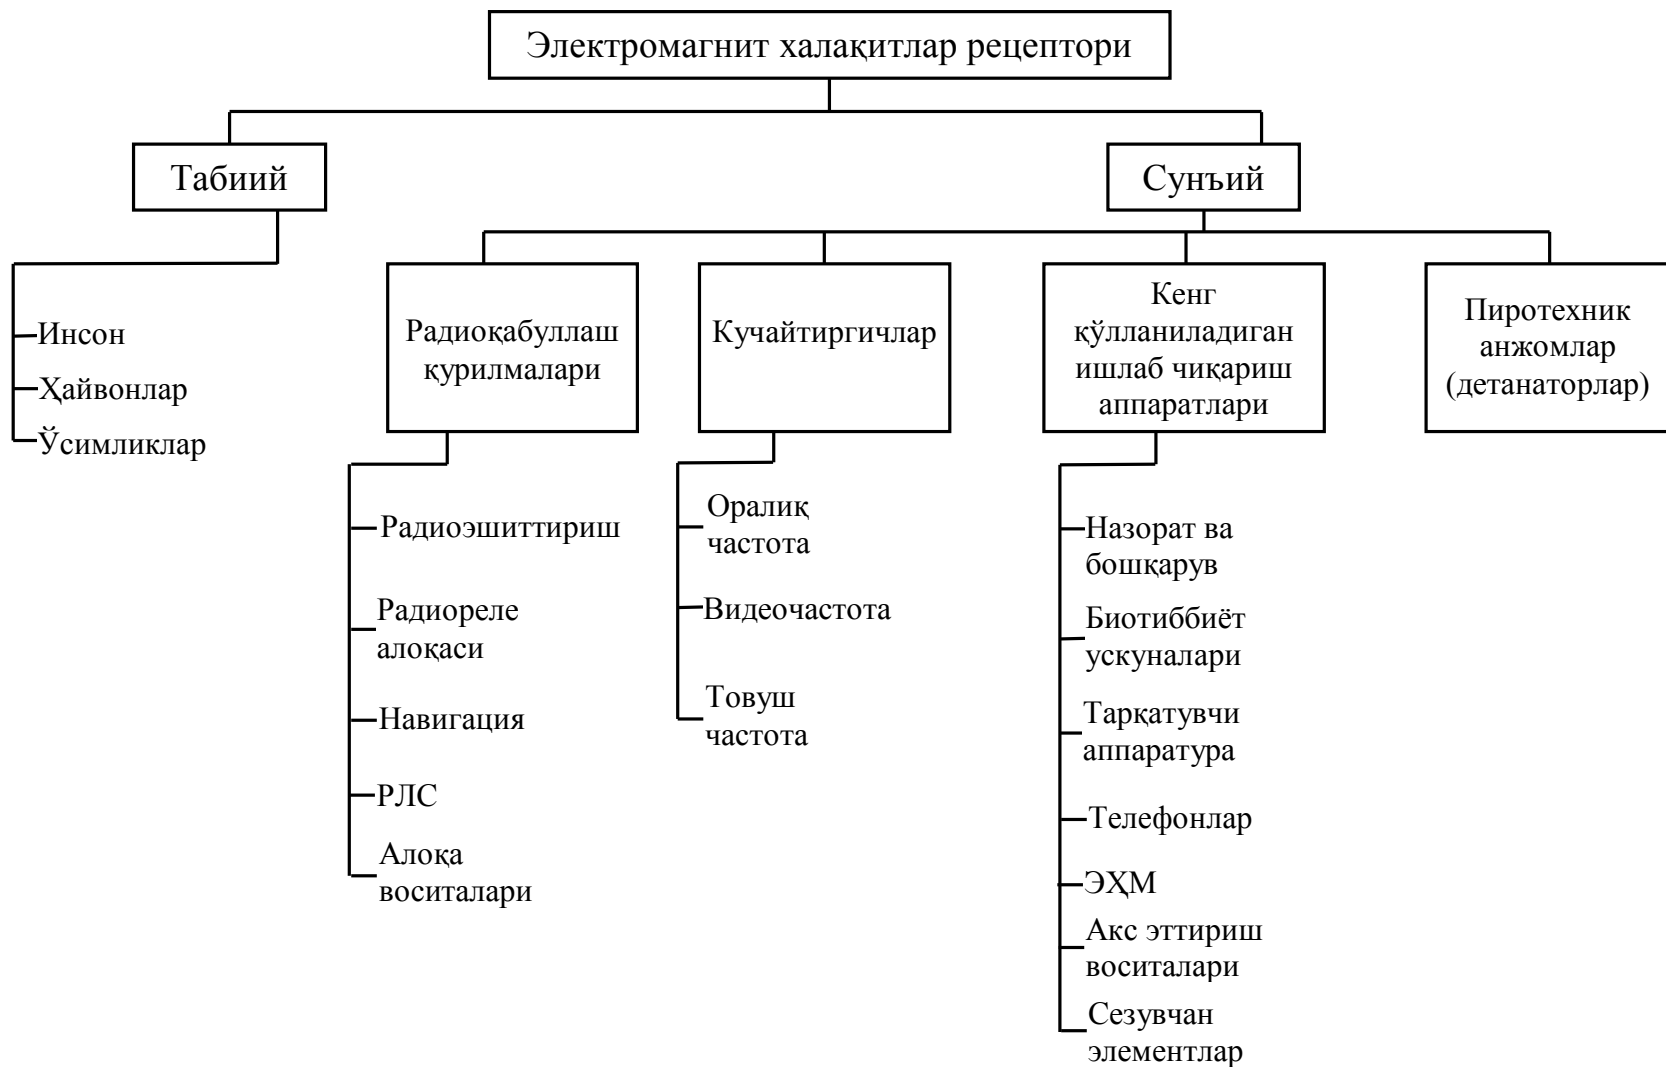 Электромагнит халақитлар рецептори
Табиий
Сунъий
Инсон
Ҳайвонлар
Ўсимликлар
Радиоқабуллаш
қурилмалари
Радиоэшиттириш
Радиореле
алоқаси
Навигация
РЛС
Алоқа
воситалари
Кучайтиргичлар
Оралиқ
частота
Видеочастота
Товуш
частота
Кенг
қўлланиладиган
ишлаб чиқариш
аппаратлари
Назорат ва
бошқарув
Биотиббиёт
ускуналари
Тарқатувчи
аппаратура
Телефонлар
ЭҲМ
Акс эттириш
воситалари
Сезувчан
элементлар
Пиротехник
анжомлар
(детанаторлар)